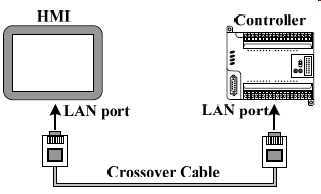 HMI
Controller
LAN port
LAN port
Crossover Cable